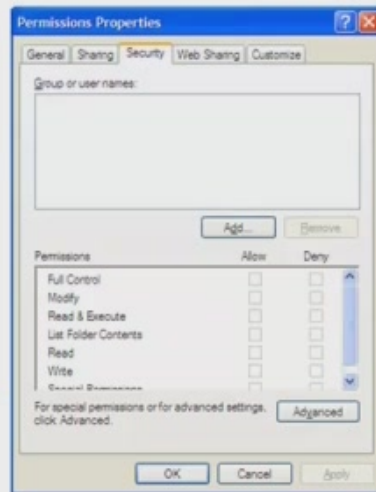 Permissions Properties
General Sharing Security Web Sharing Customize
Group or user names:
Add... Remove
Permissions Allow Deny
Full Control
Modify
Read & Execute
List Folder Contents
Read
Write
Special Permissions
For special permissions or for advanced settings,
click Advanced.
Advanced
OK Cancel Apply